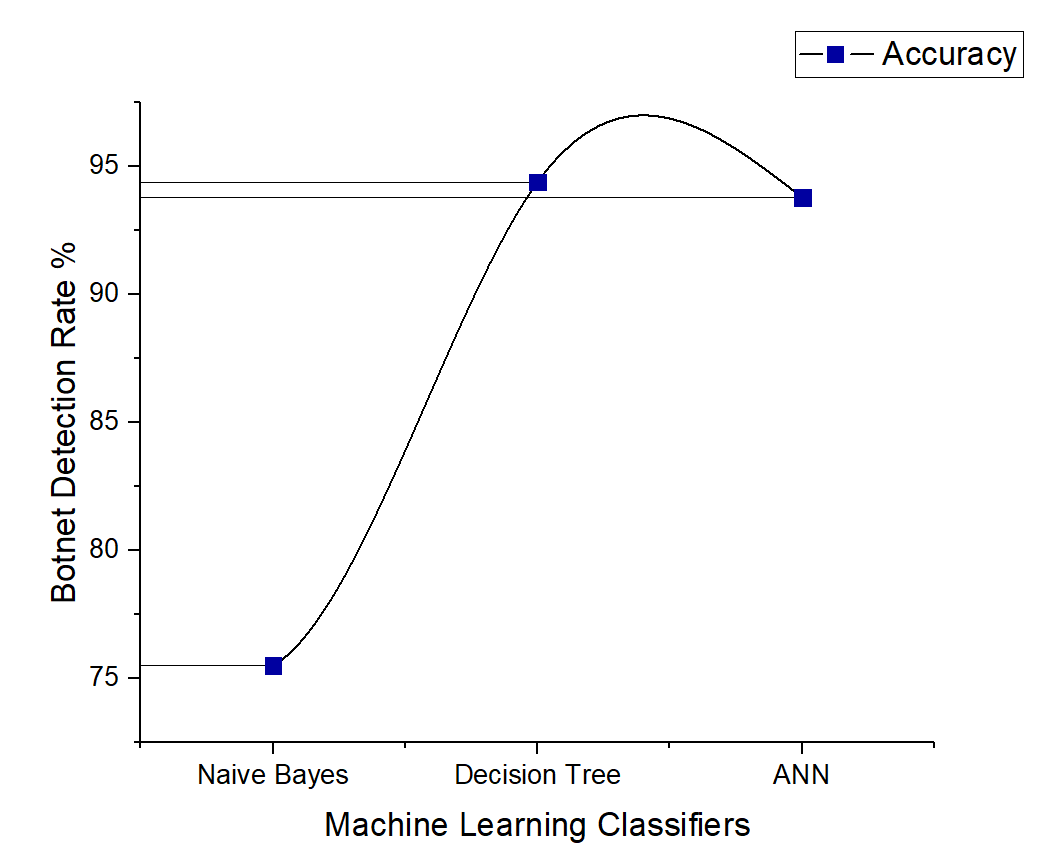 Accuracy
95
90
85
80
75
Botnet Detection Rate %
Naive Bayes
Decision Tree
ANN
Machine Learning Classifiers